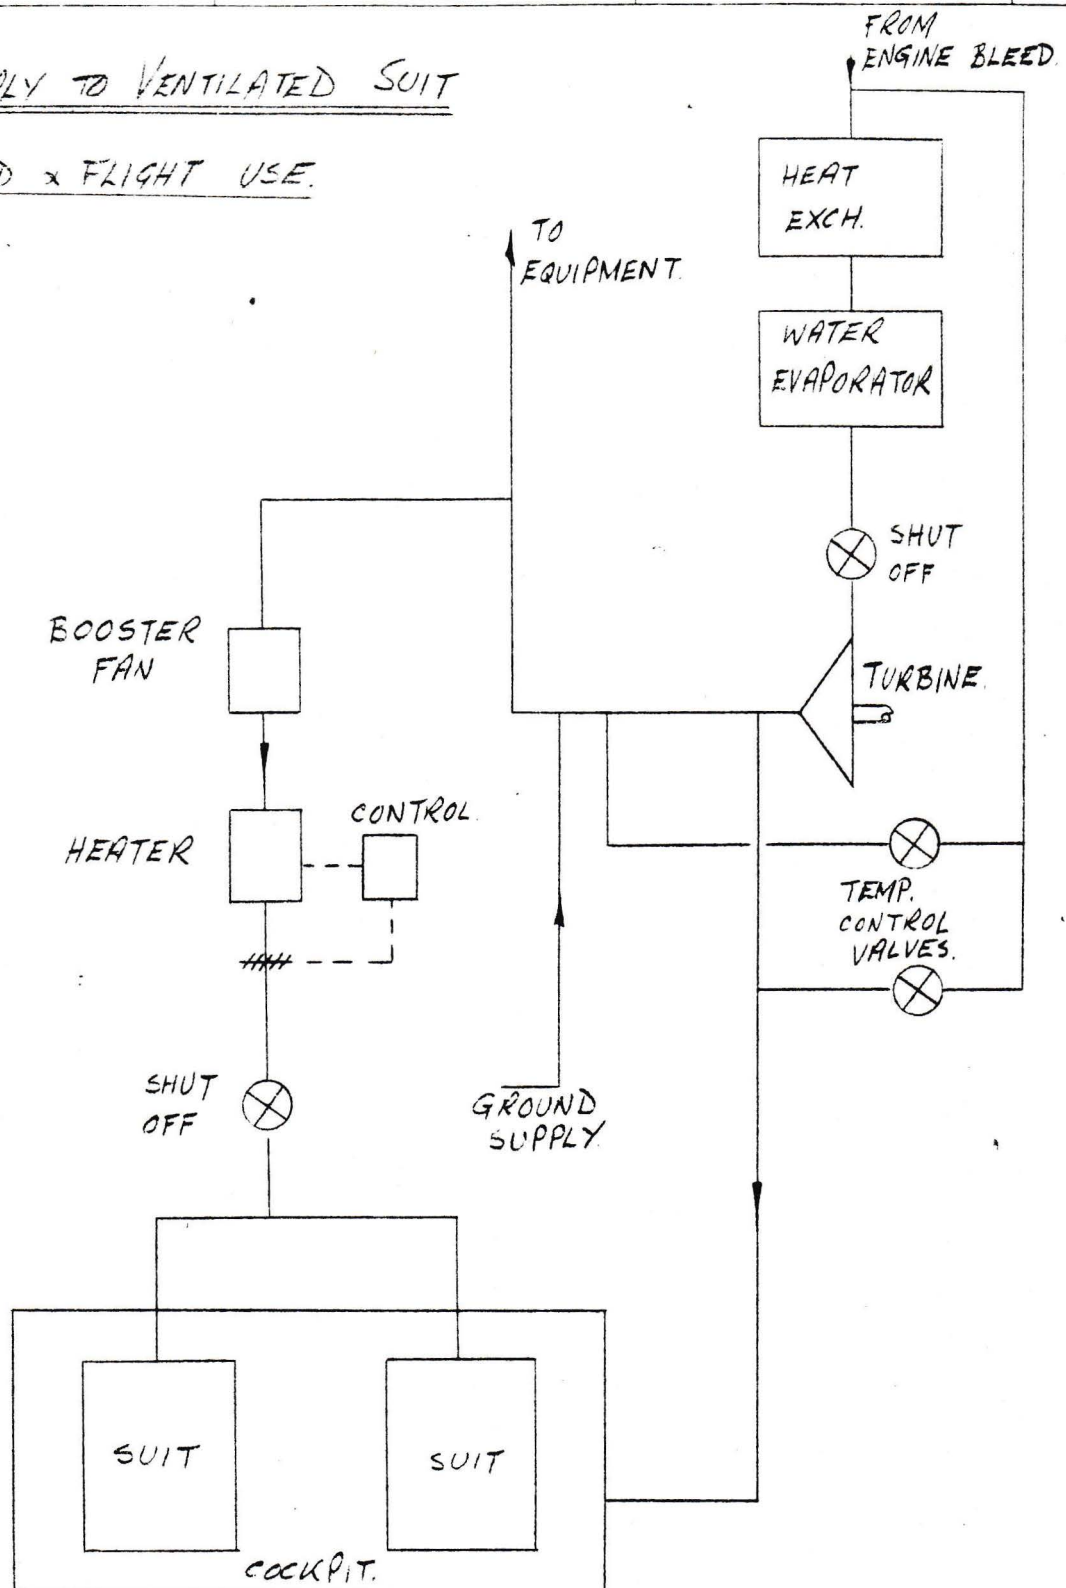 TO VENTILATED SUIT
& FLIGHT USE.
FROM
ENGINE BLEED.
HEAT
EXCH.
TO
EQUIPMENT.
WATER
EVAPORATOR
SHUT
OFF
BOOSTER
FAN
TURBINE.
CONTROL.
HEATER
TEMP.
CONTROL
VALVES.
SHUT
OFF
GROUND
SUPPLY.
SUIT
SUIT
COCKPIT.